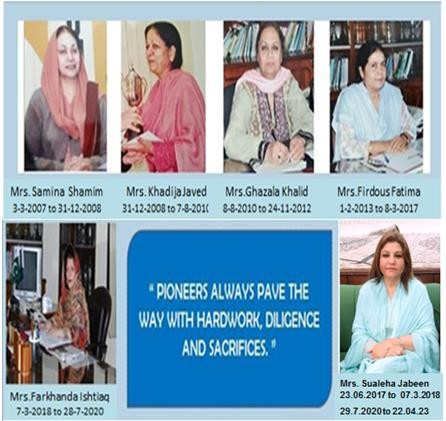 Mrs. Samina Shamim
3-3-2007 to 31-12-2008
Mrs. KhadijaJaved
31-12-2008 to 7-8-2010
Mrs.Ghazala Khalid
8-8-2010 to 24-11-2012
Mrs.Firdous Fatima
1-2-2013 to 8-3-2017
Mrs.Farkhanda Ishtiaq
7-3-2018 to 28-7-2020
“ PIONEERS ALWAYS PAVE THE
WAY WITH HARDWORK, DILIGENCE
AND SACRIFICES. ”
Mrs. Sualeha Jabeen
23.06.2017 to 07.3.2018
29.7.2020 to 22.04.23